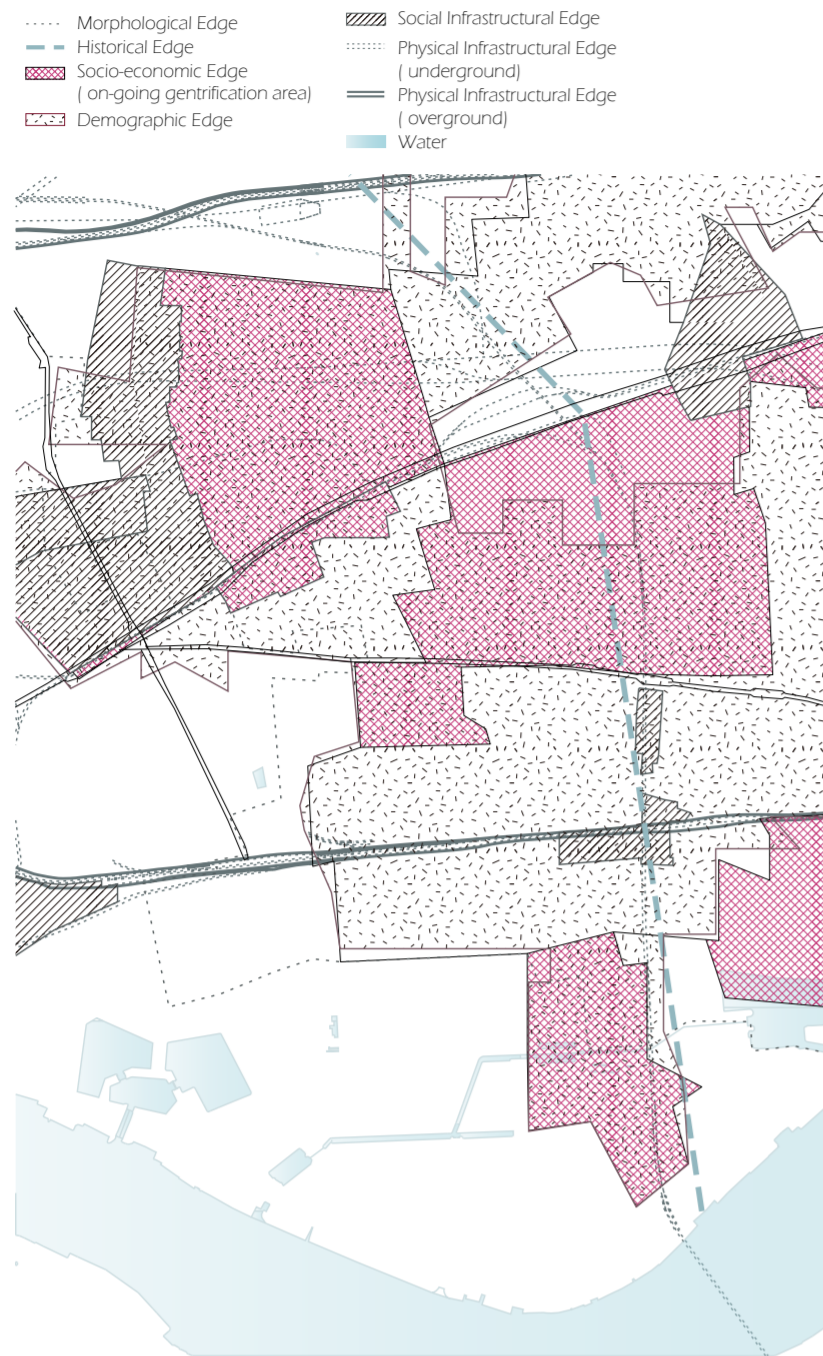 Morphological Edge
Historical Edge
Socio-economic Edge
( on-going gentrification area)
Demographic Edge
Social Infrastructural Edge
Physical Infrastructural Edge
( underground)
Physical Infrastructural Edge
( overground)
Water